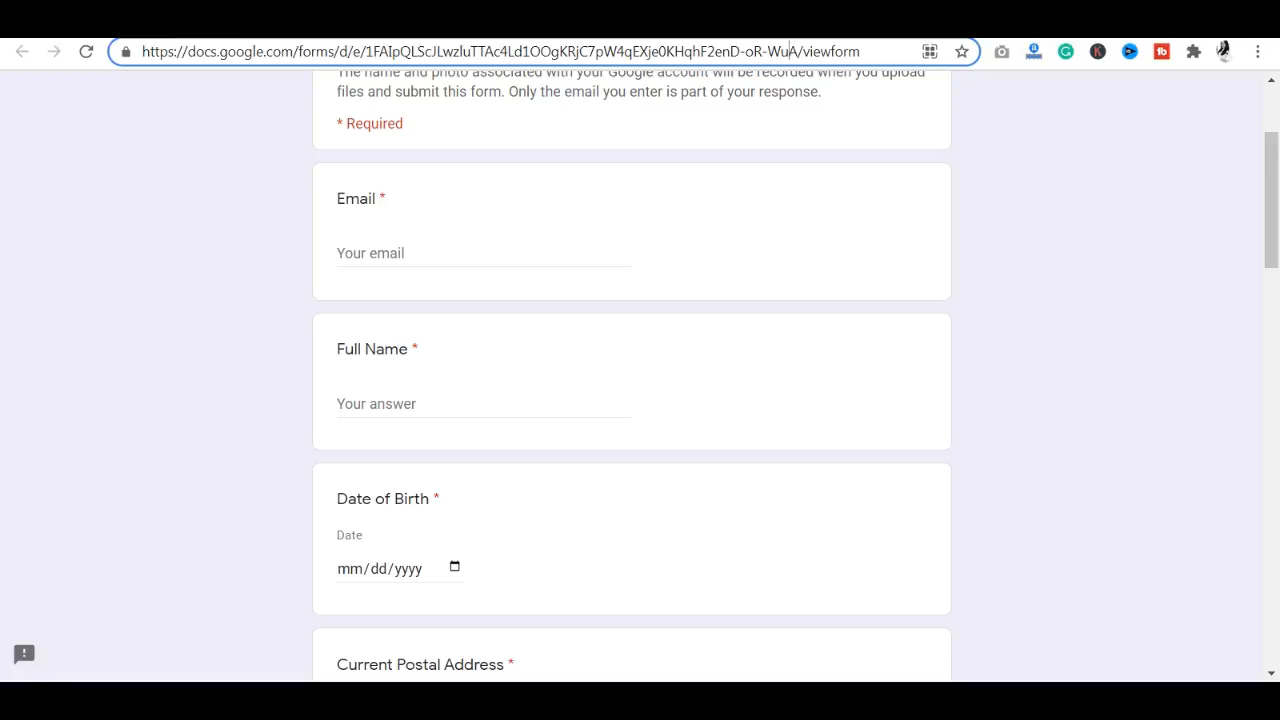 https://docs.google.com/forms/d/e/1FAIpQLScJLwzluTTAc4Ld1OOgKRjC7pW4qEXje0KHqhF2enD-oR-WuA/viewform
The name and photo associated with your Google account will be recorded when you upload
files and submit this form. Only the email you enter is part of your response.
* Required
Email *
Your email
Full Name *
Your answer
Date of Birth *
Date
mm/dd/yyyy
Current Postal Address *